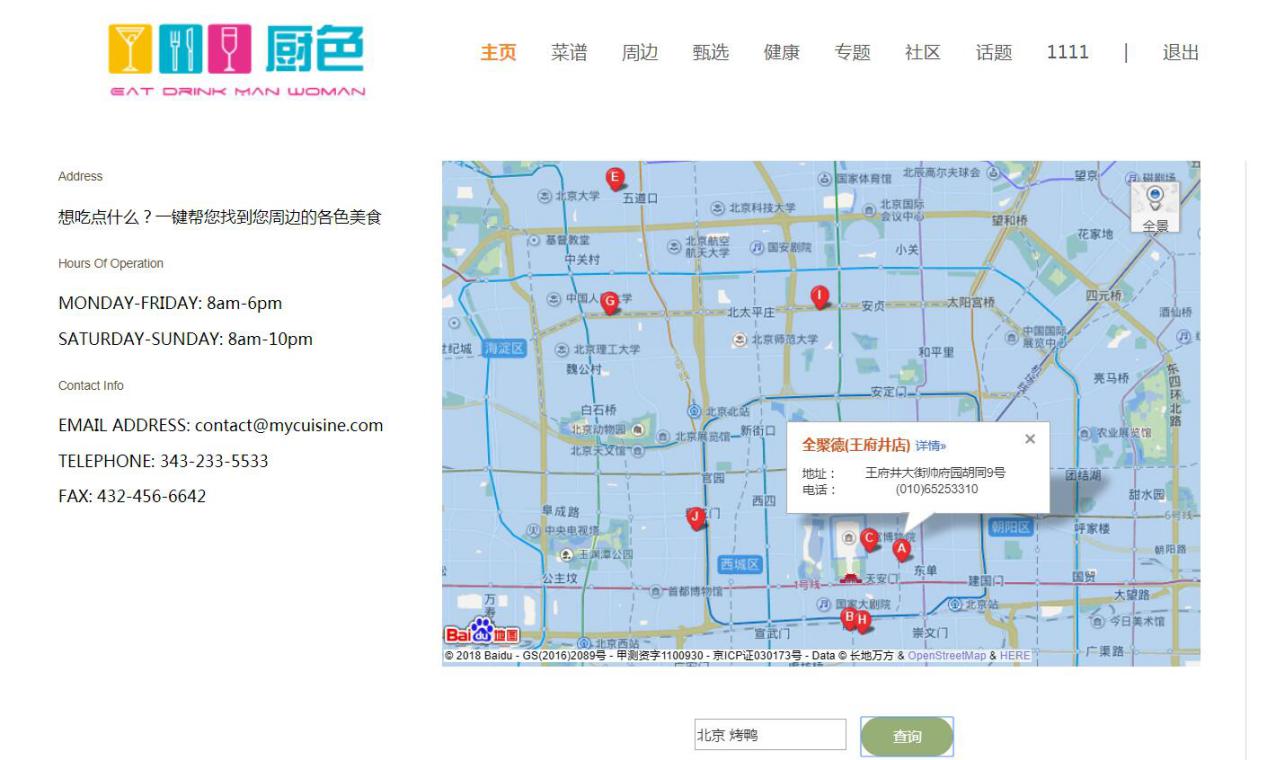 厨色
EAT DRINK MAN WOMAN
主页 菜谱 周边 甄选 健康 专题 社区 话题 1111 | 退出
Address
想吃点什么？一键帮您找到您周边的各色美食
Hours Of Operation
MONDAY-FRIDAY: 8am-6pm
SATURDAY-SUNDAY: 8am-10pm
Contact Info
EMAIL ADDRESS: contact@mycuisine.com
TELEPHONE: 343-233-5533
FAX: 432-456-6642
E
北京大学
五道口
国家体育馆
北辰高尔夫球会
望京
全景
北京科技大学
北京国际
会议中心
望和桥
花家地
基督教堂
中关村
北京航空
航天大学
国安剧院
小关
G
I
北太平庄
安贞
太阳宫桥
四元桥
酒仙桥
海淀区
北京理工大学
北京师范大学
中国国际
展览中心
魏公村
和平里
亮马桥
东四环北路
安定门
白石桥
北京北站
北京动物园
北京展览馆
新街口
农业展览馆
北京天文馆
全聚德(王府井店) 详情»
地址： 王府井大街帅府园胡同9号
电话： (010)65253310
官园
西四
团结湖
甜水园
阜成路
J
朝阳区
呼家楼
6号线
中央电视塔
C
A
玉渊潭公园
西城区
朝阳路
公主坟
1号线
天安门
东单
建国门
国贸
大望路
首都博物馆
国家大剧院
北京站
B
H
今日美术馆
万寿
宣武门
崇文门
Bai du 地图
北京西站
广渠路
© 2018 Baidu - GS(2016)2089号 - 甲测资字1100930 - 京ICP证030173号 - Data © 长地万方 & OpenStreetMap & HERE
北京 烤鸭
查询